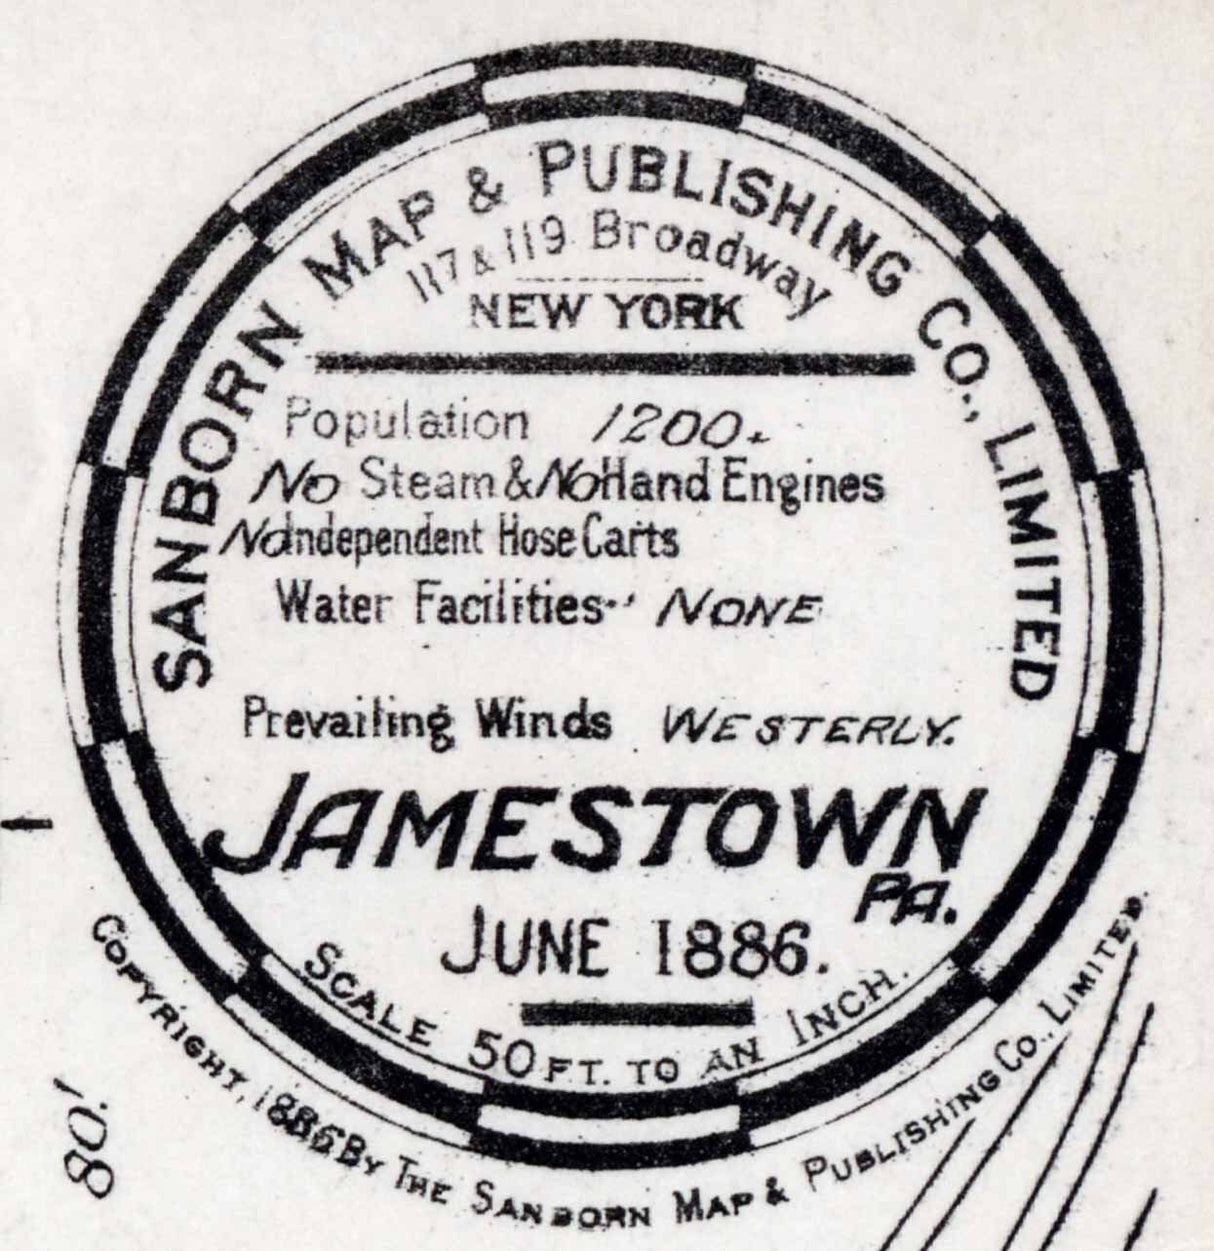 SANBORN MAP & PUBLISHING CO., LIMITED
117 & 119 Broadway
NEW YORK
Population 1200.
No Steam & No Hand Engines
No Independent Hose Carts
Water Facilities:- NONE
Prevailing Winds WESTERLY.
JAMESTOWN
PA.
JUNE 1886.
SCALE 50 FT. TO AN INCH.
COPYRIGHT, 1886 BY THE SANBORN MAP & PUBLISHING CO., LIMITED.
80.